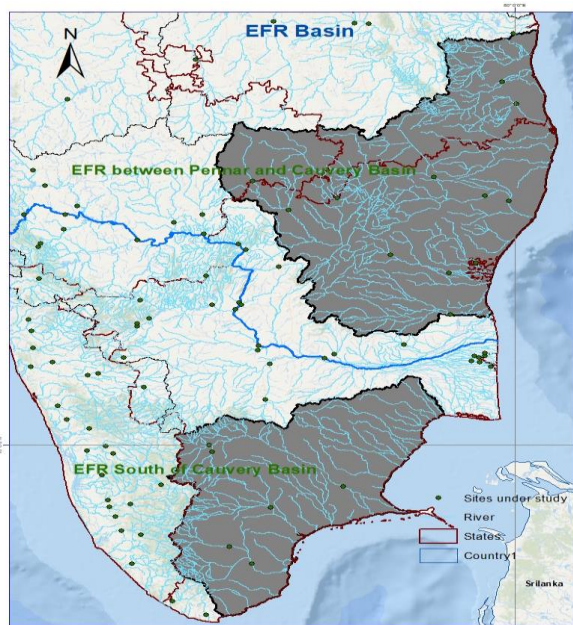 EFR Basin
N
EFR between Pennar and Cauvery Basin
EFR South of Cauvery Basin
Sites under study
River
States
Country1
Srilanka